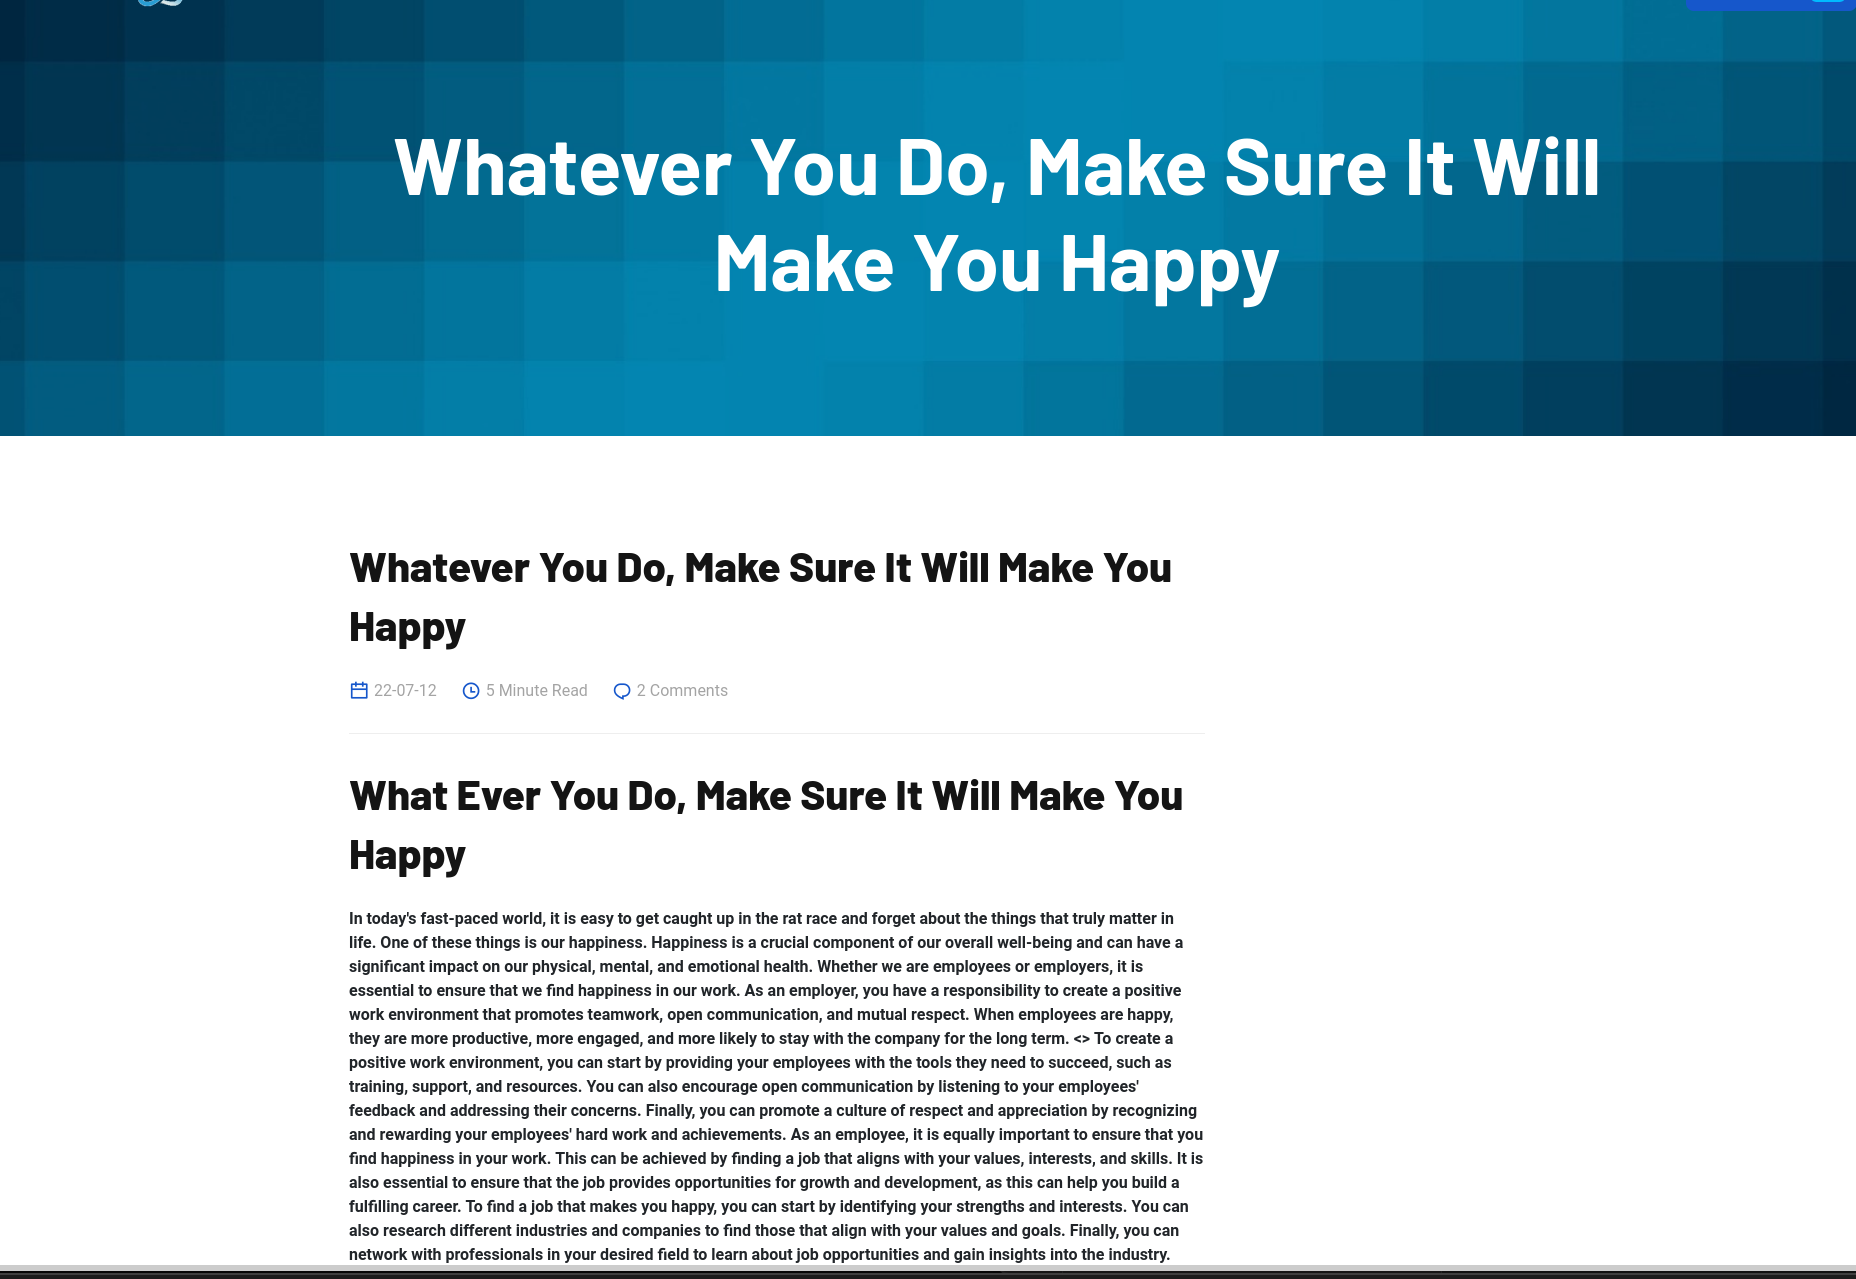 Whatever You Do, Make Sure It Will
Make You Happy
Whatever You Do, Make Sure It Will Make You
Happy
22-07-12 5 Minute Read 2 Comments
What Ever You Do, Make Sure It Will Make You
Happy
In today's fast-paced world, it is easy to get caught up in the rat race and forget about the things that truly matter in
life. One of these things is our happiness. Happiness is a crucial component of our overall well-being and can have a
significant impact on our physical, mental, and emotional health. Whether we are employees or employers, it is
essential to ensure that we find happiness in our work. As an employer, you have a responsibility to create a positive
work environment that promotes teamwork, open communication, and mutual respect. When employees are happy,
they are more productive, more engaged, and more likely to stay with the company for the long term. <> To create a
positive work environment, you can start by providing your employees with the tools they need to succeed, such as
training, support, and resources. You can also encourage open communication by listening to your employees'
feedback and addressing their concerns. Finally, you can promote a culture of respect and appreciation by recognizing
and rewarding your employees' hard work and achievements. As an employee, it is equally important to ensure that you
find happiness in your work. This can be achieved by finding a job that aligns with your values, interests, and skills. It is
also essential to ensure that the job provides opportunities for growth and development, as this can help you build a
fulfilling career. To find a job that makes you happy, you can start by identifying your strengths and interests. You can
also research different industries and companies to find those that align with your values and goals. Finally, you can
network with professionals in your desired field to learn about job opportunities and gain insights into the industry.